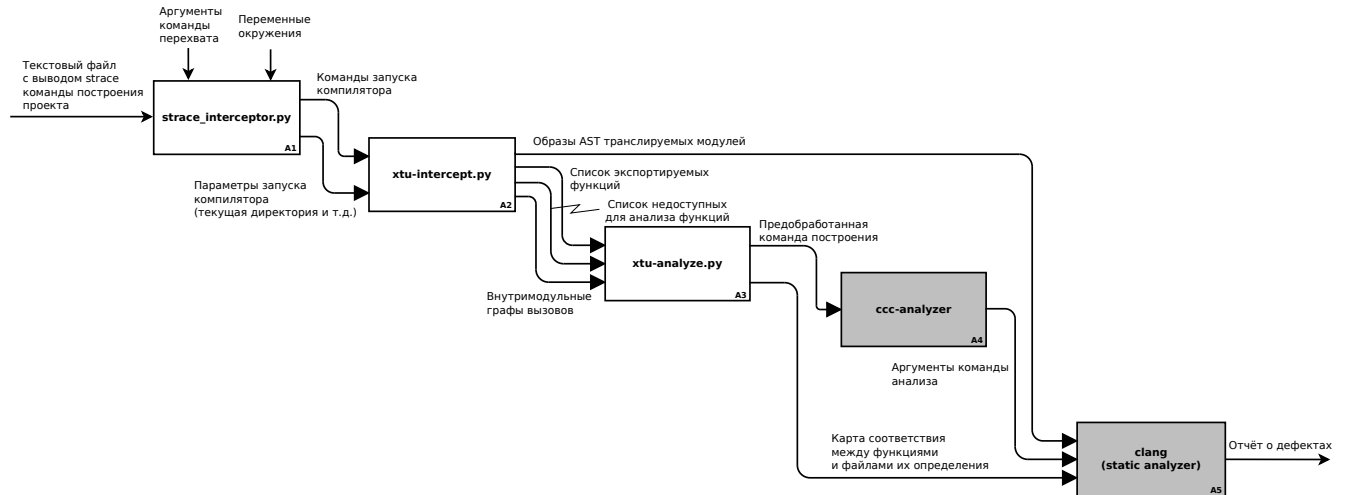 Аргументы
команды
перехвата
Переменные
окружения
Текстовый файл
с выводом strace
команды построения
проекта
Команды запуска
компилятора
strace_interceptor.py
A1
Образы AST транслируемых модулей
xtu-intercept.py
A2
Список экспортируемых
функций
Параметры запуска
компилятора
(текущая директория и т.д.)
Список недоступных
для анализа функций
Предобработанная
команда построения
xtu-analyze.py
A3
Внутримодульные
графы вызовов
ccc-analyzer
A4
Аргументы команды
анализа
Карта соответствия
между функциями
и файлами их определения
clang
(static analyzer)
A5
Отчёт о дефектах